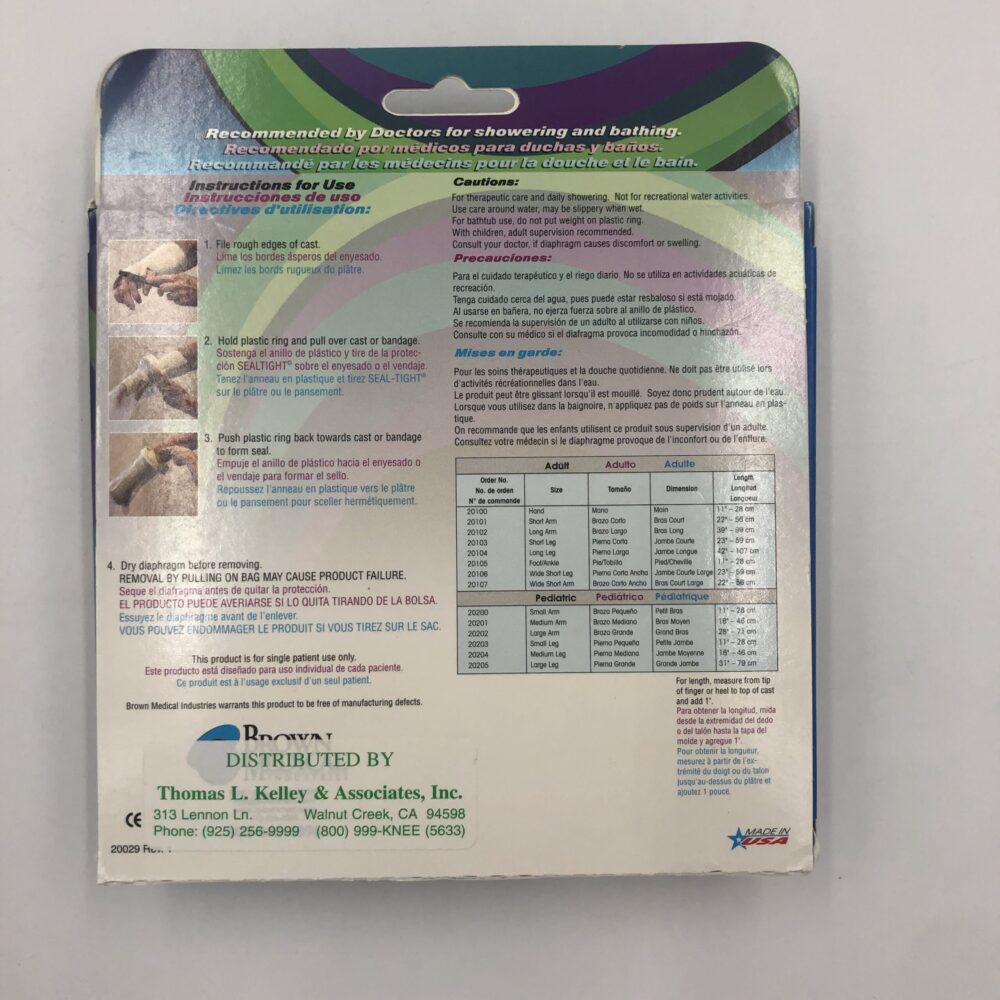 Recommended by Doctors for showering and bathing.
Recomendado por médicos para duchas y baños.
Recommandé par les médecins pour la douche et le bain.
Instructions for Use
Instrucciones de uso
Directives d'utilisation:
1. File rough edges of cast.
Lime los bordes ásperos del enyesado.
Limez les bords rugueux du plâtre.
2. Hold plastic ring and pull over cast or bandage.
Sostenga el anillo de plástico y tire de la protec-
ción SEALTIGHT® sobre el enyesado o el vendaje.
Tenez l'anneau en plastique et tirez SEAL-TIGHT®
sur le plâtre ou le pansement.
3. Push plastic ring back towards cast or bandage
to form seal.
Empuje el anillo de plástico hacia el enyesado o
el vendaje para formar el sello.
Repoussez l'anneau en plastique vers le plâtre
ou le pansement pour sceller hermétiquement.
4. Dry diaphragm before removing.
REMOVAL BY PULLING ON BAG MAY CAUSE PRODUCT FAILURE.
Seque el diafragma antes de quitar la protección.
EL PRODUCTO PUEDE AVERIARSE SI LO QUITA TIRANDO DE LA BOLSA.
Essuyez le diaphragme avant de l'enlever.
VOUS POUVEZ ENDOMMAGER LE PRODUIT SI VOUS TIREZ SUR LE SAC.
This product is for single patient use only.
Este producto está diseñado para uso individual de cada paciente.
Ce produit est à l'usage exclusif d'un seul patient.
Brown Medical Industries warrants this product to be free of manufacturing defects.
BROWN
DISTRIBUTED BY
Thomas L. Kelley & Associates, Inc.
313 Lennon Ln. Walnut Creek, CA 94598
Phone: (925) 256-9999 (800) 999-KNEE (5633)
CE
20029
Cautions:
For therapeutic care and daily showering. Not for recreational water activities.
Use care around water, may be slippery when wet.
For bathtub use, do not put weight on plastic ring.
With children, adult supervision recommended.
Consult your doctor, if diaphragm causes discomfort or swelling.
Precauciones:
Para el cuidado terapéutico y el riego diario. No se utiliza en actividades acuáticas de
recreación.
Tenga cuidado cerca del agua, pues puede estar resbaloso si está mojado.
Al usarse en bañera, no ejerza fuerza sobre al anillo de plástico.
Se recomienda la supervisión de un adulto al utilizarse con niños.
Consulte con su médico si el diafragma provoca incomodidad o hinchazón.
Mises en garde:
Pour les soins thérapeutiques et la douche quotidienne. Ne doit pas être utilisé lors
d'activités récréationnelles dans l'eau.
Le produit peut être glissant lorsqu'il est mouillé. Soyez donc prudent autour de l'eau.
Lorsque vous utilisez dans la baignoire, n'appliquez pas de poids sur l'anneau en plas-
tique.
On recommande que les enfants utilisent ce produit sous supervision d'un adulte.
Consultez votre médecin si le diaphragme provoque de l'inconfort ou de l'enflure.
Adult Adulto Adulte
Order No. No. de orden N° de commande Size Tamaño Dimension Length Longitud Longueur
20100 Hand Mano Main 11" – 28 cm
20101 Short Arm Brazo Corto Bras Court 22" – 56 cm
20102 Long Arm Brazo Largo Bras Long 39" – 99 cm
20103 Short Leg Pierna Corta Jambe Courte 23" – 59 cm
20104 Long Leg Pierna Larga Jambe Longue 42" – 107 cm
20105 Foot/Ankle Pie/Tobillo Pied/Cheville 11" – 28 cm
20106 Wide Short Leg Pierna Corta Ancha Jambe Courte Large 23" – 59 cm
20107 Wide Short Arm Brazo Corto Ancho Bras Court Large 22" – 56 cm
Pediatric Pediátrico Pédiatrique
20200 Small Arm Brazo Pequeño Petit Bras 11" – 28 cm
20201 Medium Arm Brazo Mediano Bras Moyen 18" – 46 cm
20202 Large Arm Brazo Grande Grand Bras 28" – 71 cm
20203 Small Leg Pierna Pequeña Petite Jambe 11" – 28 cm
20204 Medium Leg Pierna Mediana Jambe Moyenne 18" – 46 cm
20205 Large Leg Pierna Grande Grande Jambe 31" – 79 cm
For length, measure from tip
of finger or heel to top of cast
and add 1".
Para obtener la longitud, mida
desde la extremidad del dedo
o del talón hasta la tapa del
molde y agregue 1".
Pour obtenir la longueur,
mesurez à partir de l'ex-
trémité du doigt ou du talon
jusqu'au-dessus du plâtre et
ajoutez 1 pouce.
MADE IN
USA